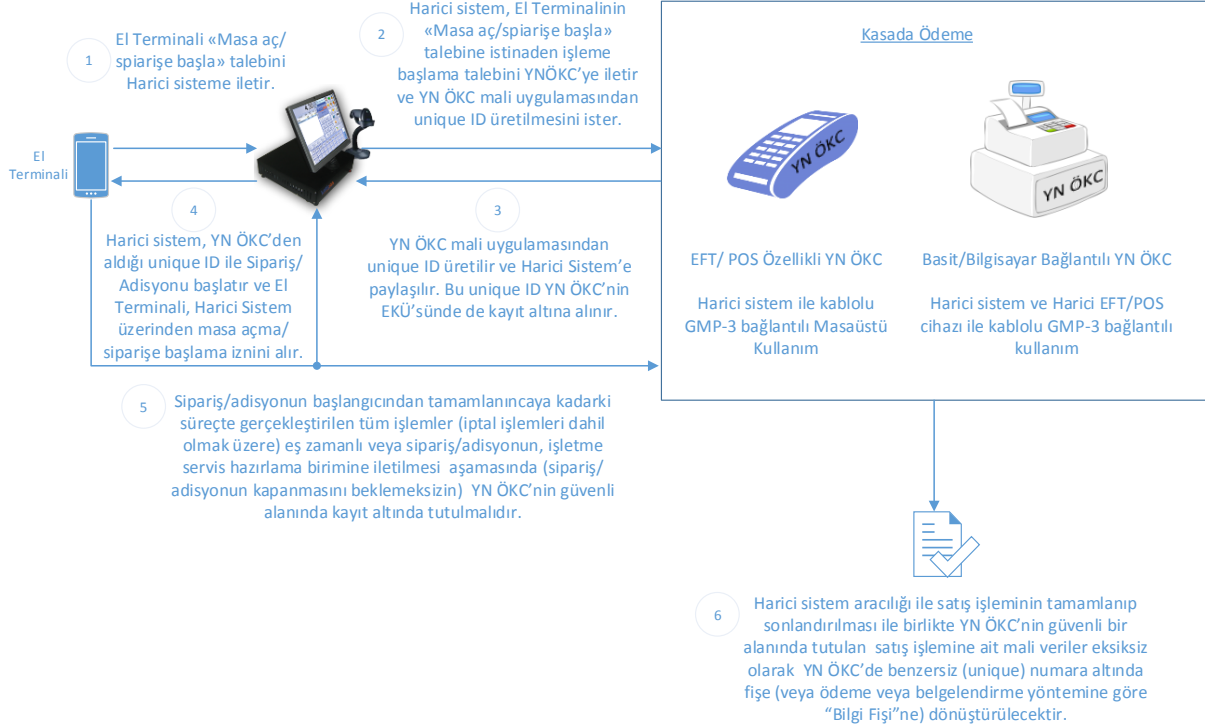 1
El Terminali «Masa aç/
spiarişe başla» talebini
Harici sisteme iletir.
2
Harici sistem, El Terminalinin
«Masa aç/spiarişe başla»
talebine istinaden işleme
başlama talebini YNÖKC’ye iletir
ve YN ÖKC mali uygulamasından
unique ID üretilmesini ister.
El
Terminali
4
Harici sistem, YN ÖKC’den
aldığı unique ID ile Sipariş/
Adisyonu başlatır ve El
Terminali, Harici Sistem
üzerinden masa açma/
siparişe başlama iznini alır.
3
YN ÖKC mali uygulamasından
unique ID üretilir ve Harici Sistem’e
paylaşılır. Bu unique ID YN ÖKC’nin
EKÜ’sünde de kayıt altına alınır.
Kasada Ödeme
YN ÖKC
YN ÖKC
EFT/ POS Özellikli YN ÖKC
Harici sistem ile kablolu
GMP-3 bağlantılı Masaüstü
Kullanım
Basit/Bilgisayar Bağlantılı YN ÖKC
Harici sistem ve Harici EFT/POS
cihazı ile kablolu GMP-3 bağlantılı
kullanım
5
Sipariş/adisyonun başlangıcından tamamlanıncaya kadarki
süreçte gerçekleştirilen tüm işlemler (iptal işlemleri dahil
olmak üzere) eş zamanlı veya sipariş/adisyonun, işletme
servis hazırlama birimine iletilmesi aşamasında (sipariş/
adisyonun kapanmasını beklemeksizin) YN ÖKC’nin güvenli
alanında kayıt altında tutulmalıdır.
6
Harici sistem aracılığı ile satış işleminin tamamlanıp
sonlandırılması ile birlikte YN ÖKC’nin güvenli bir
alanında tutulan satış işlemine ait mali veriler eksiksiz
olarak YN ÖKC’de benzersiz (unique) numara altında
fişe (veya ödeme veya belgelendirme yöntemine göre
“Bilgi Fişi”ne) dönüştürülecektir.